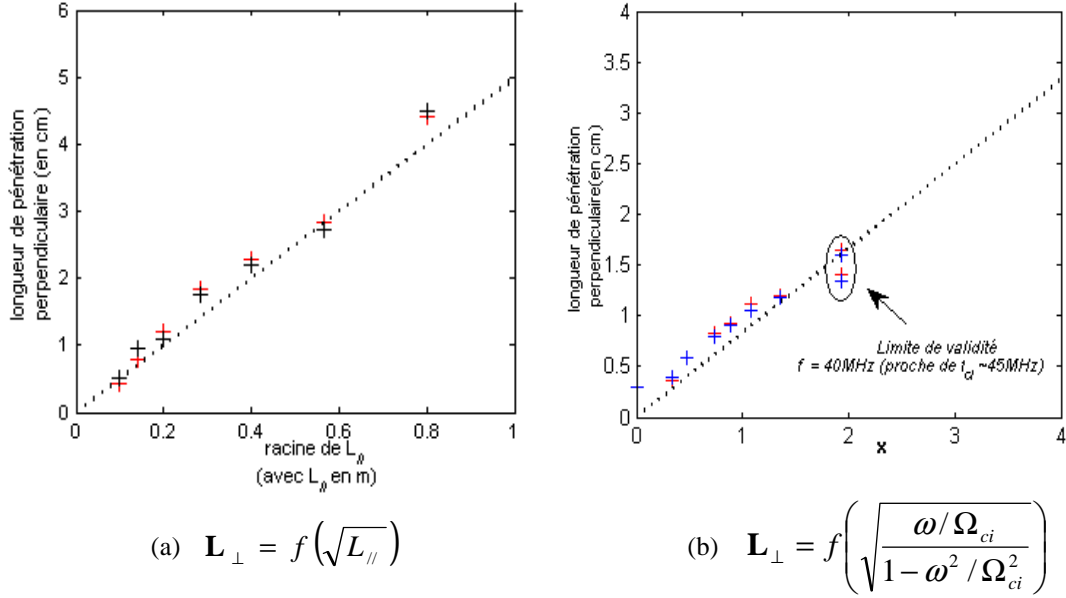 6
5
4
3
2
1
0
0 0.2 0.4 0.6 0.8 1
longueur de pénétration
perpendiculaire (en cm)
racine de L//
(avec L// en m)
(a) L⊥ = f(√L//)
4
3.5
3
2.5
2
1.5
1
0.5
0
0 1 2 3 4
longueur de pénétration
perpendiculaire(en cm)
x
Limite de validité
f = 40MHz (proche de f_ci ~45MHz)
(b) L⊥ = f(√((ω/Ω_ci)/(1−ω²/Ω²_ci)))